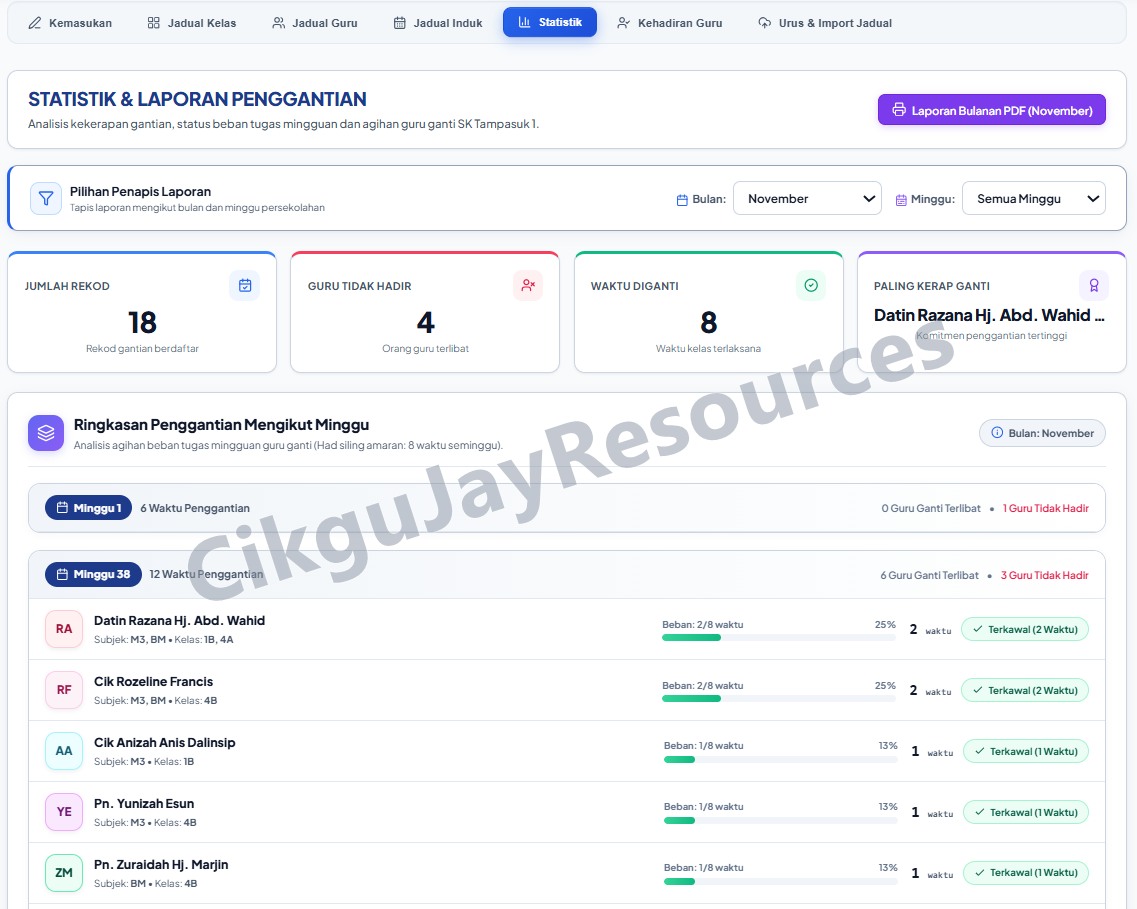 Kemasukan Jadual Kelas Jadual Guru Jadual Induk Statistik Kehadiran Guru Urus & Import Jadual
STATISTIK & LAPORAN PENGGANTIAN
Analisis kekerapan gantian, status beban tugas mingguan dan agihan guru ganti SK Tampasuk 1.
Laporan Bulanan PDF (November)
Pilihan Penapis Laporan
Tapis laporan mengikut bulan dan minggu persekolahan
Bulan: November Minggu: Semua Minggu
JUMLAH REKOD
18
Rekod gantian berdaftar
GURU TIDAK HADIR
4
Orang guru terlibat
WAKTU DIGANTI
8
Waktu kelas terlaksana
PALING KERAP GANTI
Datin Razana Hj. Abd. Wahid ...
Komitmen penggantian tertinggi
CikguJayResources
Ringkasan Penggantian Mengikut Minggu
Analisis agihan beban tugas mingguan guru ganti (Had siling amaran: 8 waktu seminggu).
Bulan: November
Minggu 1 6 Waktu Penggantian 0 Guru Ganti Terlibat • 1 Guru Tidak Hadir
Minggu 38 12 Waktu Penggantian 6 Guru Ganti Terlibat • 3 Guru Tidak Hadir
RA
Datin Razana Hj. Abd. Wahid
Subjek: M3, BM • Kelas: 1B, 4A
Beban: 2/8 waktu 25%
2 waktu
Terkawal (2 Waktu)
RF
Cik Rozeline Francis
Subjek: M3, BM • Kelas: 4B
Beban: 2/8 waktu 25%
2 waktu
Terkawal (2 Waktu)
AA
Cik Anizah Anis Dalinsip
Subjek: M3 • Kelas: 1B
Beban: 1/8 waktu 13%
1 waktu
Terkawal (1 Waktu)
YE
Pn. Yunizah Esun
Subjek: M3 • Kelas: 4B
Beban: 1/8 waktu 13%
1 waktu
Terkawal (1 Waktu)
ZM
Pn. Zuraidah Hj. Marjin
Subjek: BM • Kelas: 4B
Beban: 1/8 waktu 13%
1 waktu
Terkawal (1 Waktu)